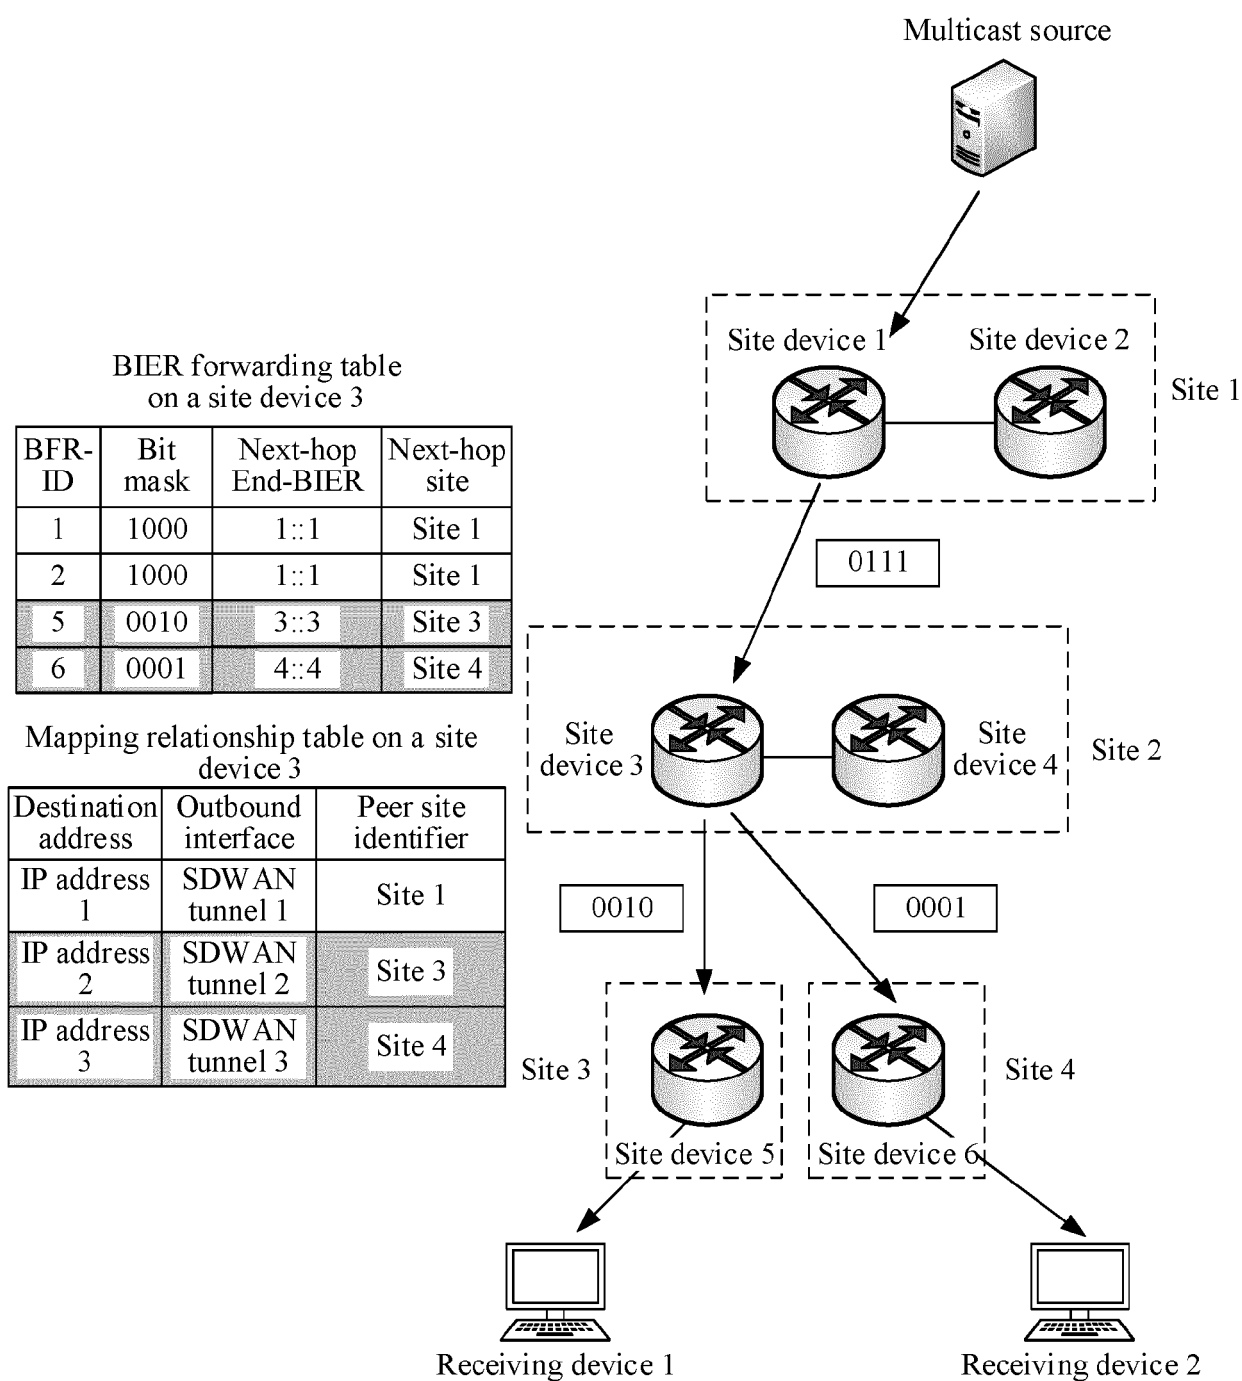 Multicast source
Site device 1
Site device 2
Site 1
BIER forwarding table
on a site device 3
BFR-
ID
Bit
mask
Next-hop
End-BIER
Next-hop
site
1
1000
1::1
Site 1
2
1000
1::1
Site 1
5
0010
3::3
Site 3
6
0001
4::4
Site 4
0111
Site
device 3
Site
device 4
Site 2
Mapping relationship table on a site
device 3
Destination
address
Outbound
interface
Peer site
identifier
IP address
1
SDWAN
tunnel 1
Site 1
IP address
2
SDWAN
tunnel 2
Site 3
IP address
3
SDWAN
tunnel 3
Site 4
0010
0001
Site 3
Site 4
Site device 5
Site device 6
Receiving device 1
Receiving device 2